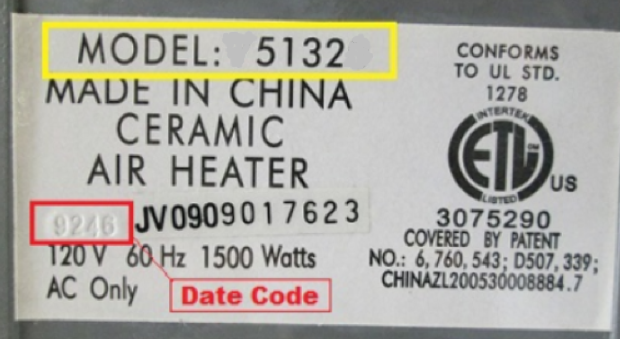 MODEL: 5132
MADE IN CHINA
CERAMIC
AIR HEATER
9246 JV0909017623
120 V 60 Hz 1500 Watts
AC Only
Date Code
CONFORMS
TO UL STD.
1278
INTERTEK
ETL
CM
LISTED
US
3075290
COVERED BY PATENT
NO.: 6,760,543; D507,339;
CHINAZL200530008884.7